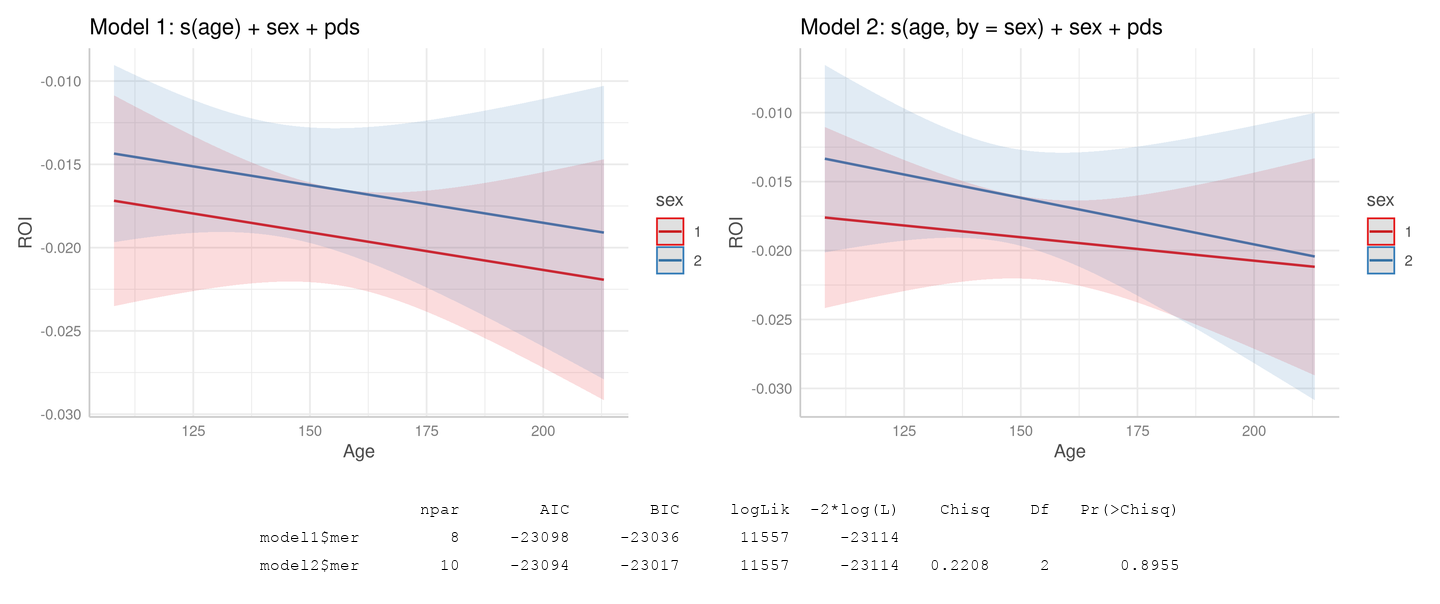 Model 1: s(age) + sex + pds
-0.010
-0.015
-0.020
-0.025
-0.030
ROI
125 150 175 200
Age
sex
1
2
Model 2: s(age, by = sex) + sex + pds
-0.010
-0.015
-0.020
-0.025
-0.030
ROI
125 150 175 200
Age
sex
1
2
npar AIC BIC logLik -2*log(L) Chisq Df Pr(>Chisq)
model1$mer 8 -23098 -23036 11557 -23114
model2$mer 10 -23094 -23017 11557 -23114 0.2208 2 0.8955